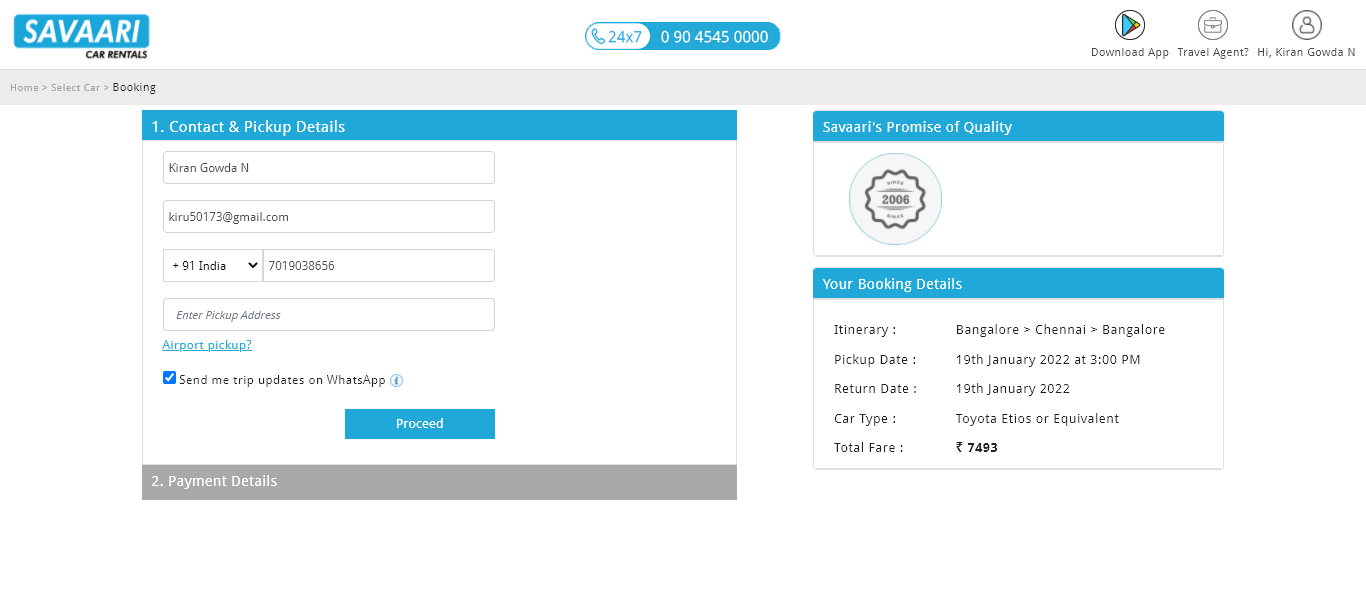 SAVAARI
CAR RENTALS
24x7 0 90 4545 0000
Download App
Travel Agent?
Hi, Kiran Gowda N
Home > Select Car > Booking
1. Contact & Pickup Details
Kiran Gowda N
kiru50173@gmail.com
+ 91 India 7019038656
Enter Pickup Address
Airport pickup?
Send me trip updates on WhatsApp i
Proceed
2. Payment Details
Savaari's Promise of Quality
SINCE
2006
SINCE
Your Booking Details
Itinerary : Bangalore > Chennai > Bangalore
Pickup Date : 19th January 2022 at 3:00 PM
Return Date : 19th January 2022
Car Type : Toyota Etios or Equivalent
Total Fare : ₹ 7493